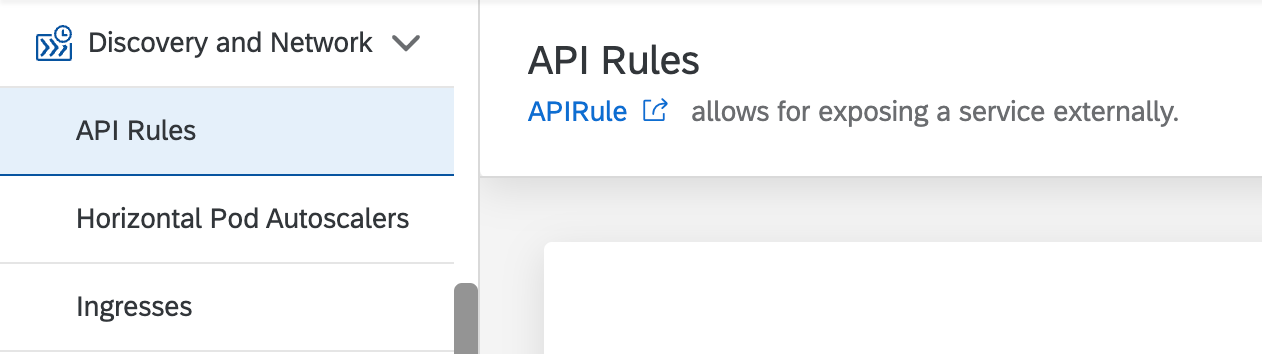 Discovery and Network
API Rules
Horizontal Pod Autoscalers
Ingresses
API Rules
APIRule allows for exposing a service externally.